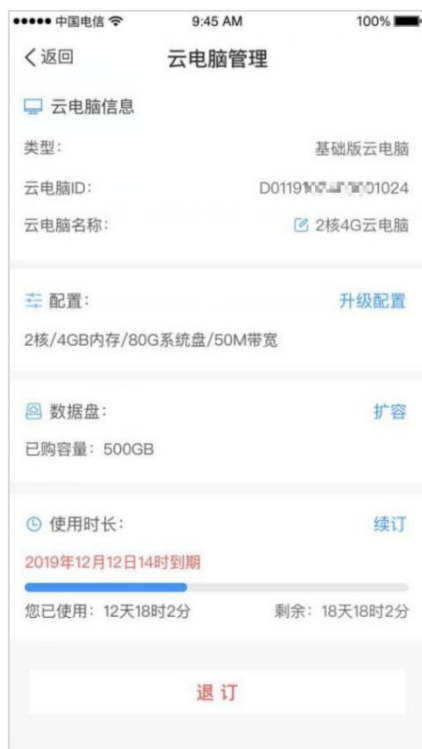 中国电信 9:45 AM 100%
返回 云电脑管理
云电脑信息
类型： 基础版云电脑
云电脑ID： D0119 01024
云电脑名称： 2核4G云电脑
配置： 升级配置
2核/4GB内存/80G系统盘/50M带宽
数据盘： 扩容
已购容量：500GB
使用时长： 续订
2019年12月12日14时到期
您已使用：12天18时2分 剩余：18天18时2分
退订